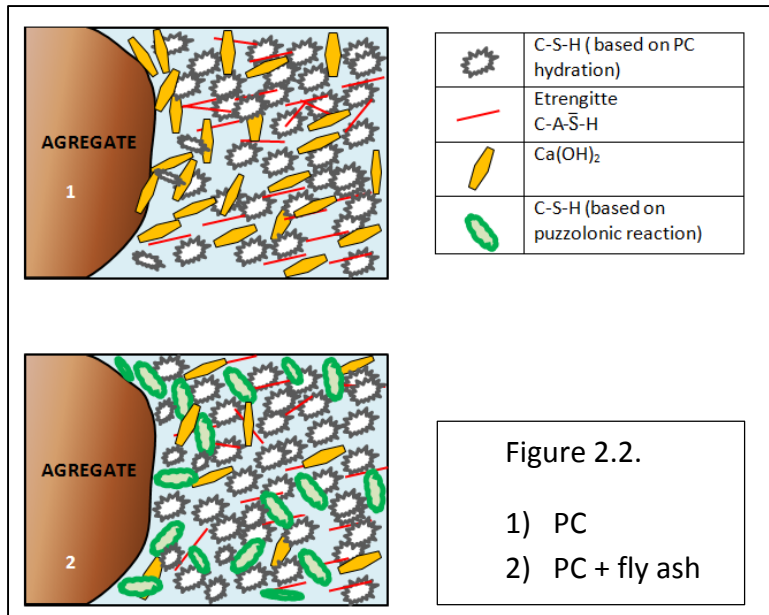 AGREGATE
1
C-S-H ( based on PC
hydration)
Etrengitte
C-A-S̅-H
Ca(OH)₂
C-S-H (based on
puzzolonic reaction)
AGREGATE
2
Figure 2.2.
1) PC
2) PC + fly ash